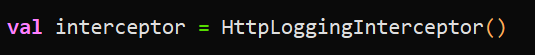 val interceptor = HttpLoggingInterceptor()